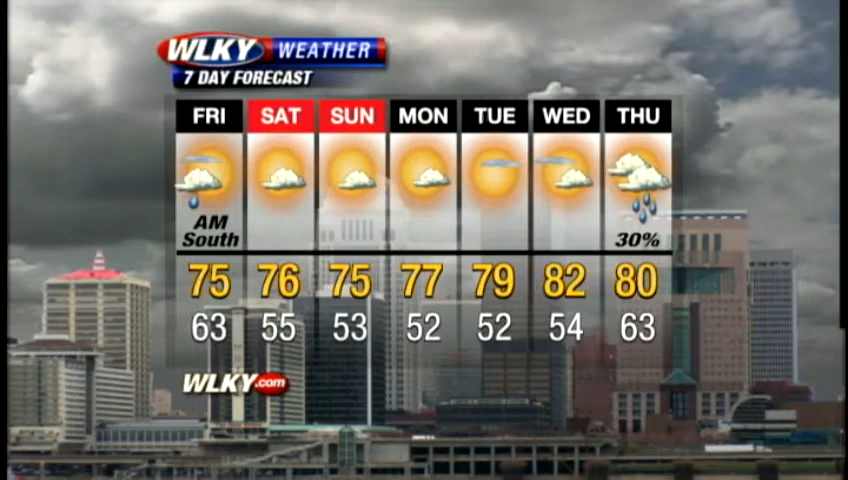 WLKY WEATHER
7 DAY FORECAST
FRI SAT SUN MON TUE WED THU
AM
South
30%
75 76 75 77 79 82 80
63 55 53 52 52 54 63
WLKY.com